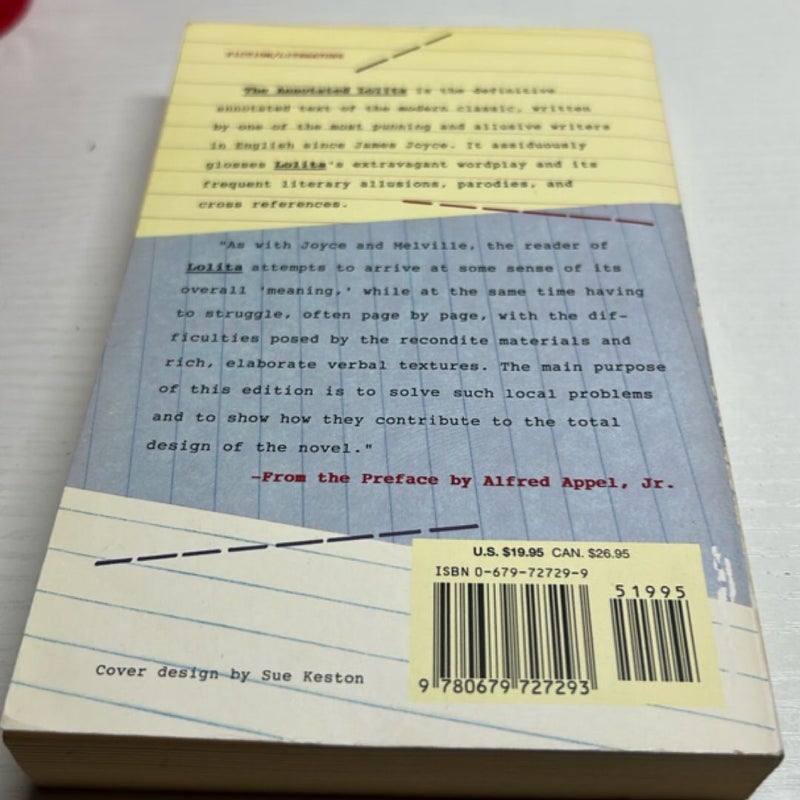 FICTION/LITERATURE
The Annotated Lolita is the definitive
annotated text of the modern classic, written
by one of the most punning and allusive writers
in English since James Joyce. It assiduously
glosses Lolita's extravagant wordplay and its
frequent literary allusions, parodies, and
cross references.
"As with Joyce and Melville, the reader of
Lolita attempts to arrive at some sense of its
overall 'meaning,' while at the same time having
to struggle, often page by page, with the dif-
ficulties posed by the recondite materials and
rich, elaborate verbal textures. The main purpose
of this edition is to solve such local problems
and to show how they contribute to the total
design of the novel."
—From the Preface by Alfred Appel, Jr.
U.S. $19.95 CAN. $26.95
ISBN 0-679-72729-9
51995
9 780679 727293
Cover design by Sue Keston